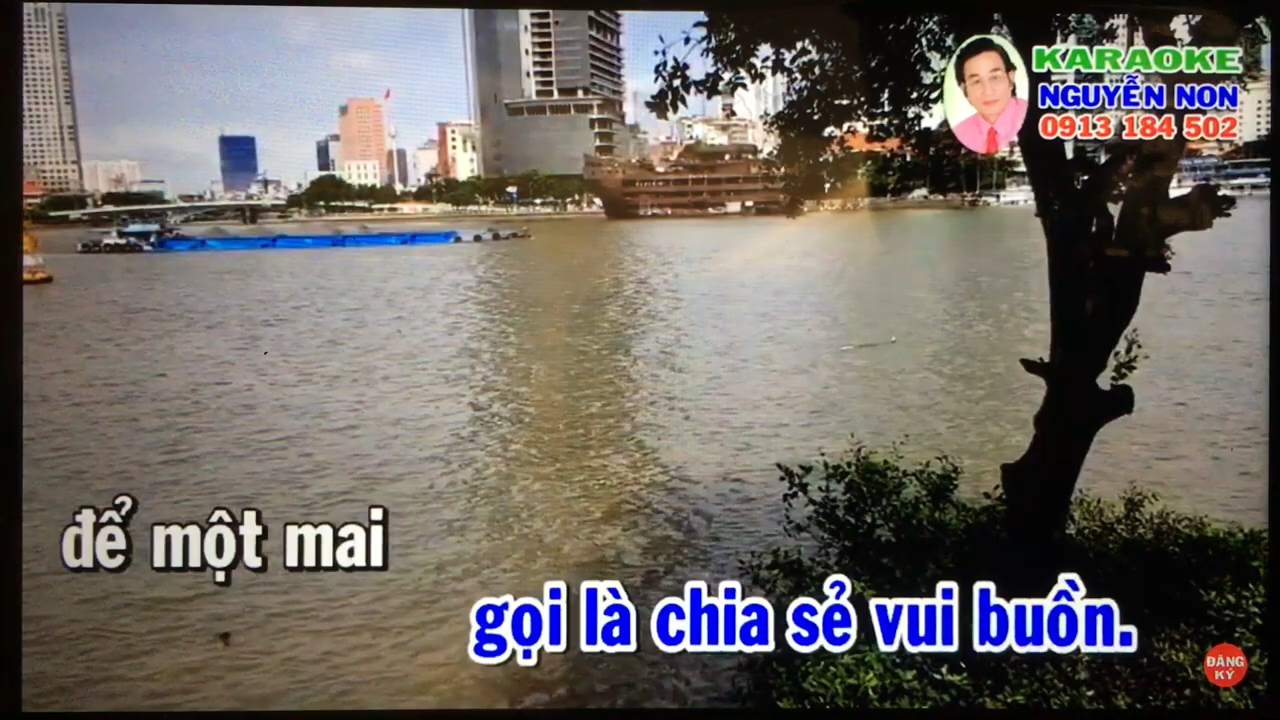 KARAOKE
NGUYỄN NON
0913 184 502
để một mai
gọi là chia sẻ vui buồn.
ĐĂNG
KÝ